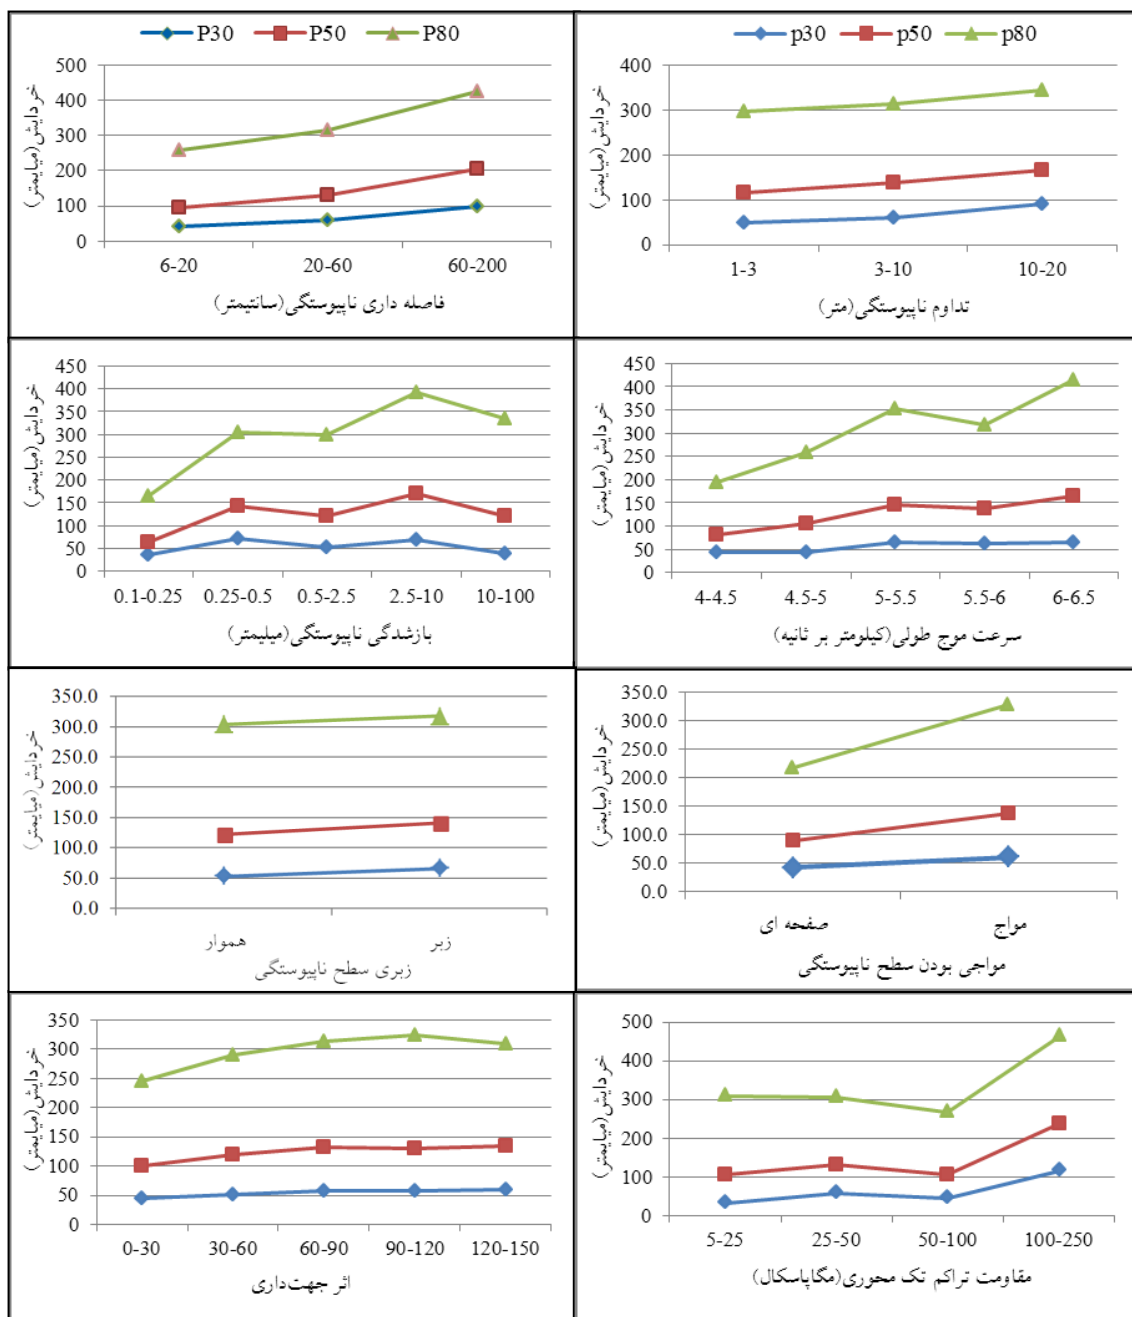 P30 P50 P80
خردایش(میلیمتر)
500
400
300
200
100
0
6-20 20-60 60-200
فاصله داری ناپیوستگی(سانتیمتر)
p30 p50 p80
خردایش(میلیمتر)
400
300
200
100
0
1-3 3-10 10-20
تداوم ناپیوستگی(متر)
خردایش(میلیمتر)
450
400
350
300
250
200
150
100
50
0
0.1-0.25 0.25-0.5 0.5-2.5 2.5-10 10-100
بازشدگی ناپیوستگی(میلیمتر)
خردایش(میلیمتر)
450
400
350
300
250
200
150
100
50
0
4-4.5 4.5-5 5-5.5 5.5-6 6-6.5
سرعت موج طولی(کیلومتر بر ثانیه)
خردایش(میلیمتر)
350.0
300.0
250.0
200.0
150.0
100.0
50.0
0.0
هموار زبر
زبری سطح ناپیوستگی
خردایش(میلیمتر)
350.0
300.0
250.0
200.0
150.0
100.0
50.0
0.0
صفحه ای مواج
مواجی بودن سطح ناپیوستگی
خردایش(میلیمتر)
350
300
250
200
150
100
50
0
0-30 30-60 60-90 90-120 120-150
اثر جهت‌داری
خردایش(میلیمتر)
500
400
300
200
100
0
5-25 25-50 50-100 100-250
مقاومت تراکم تک محوری(مگاپاسکال)